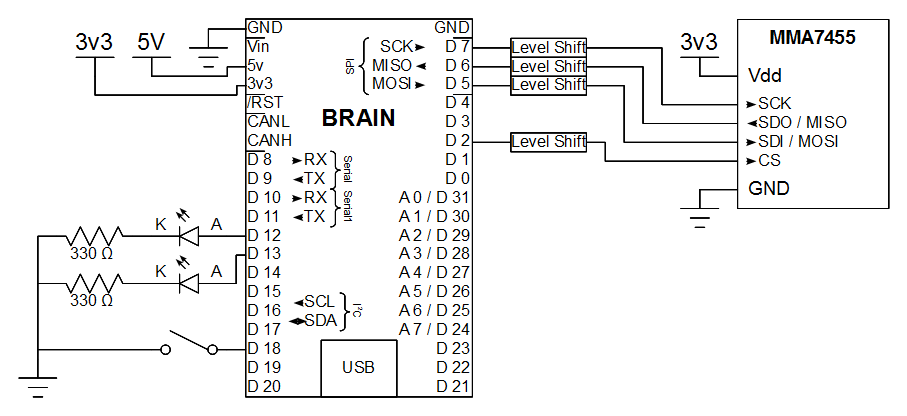 3v3
5V
GND
Vin
5v
3v3
/RST
CANL
CANH
D 8
D 9
D 10
D 11
D 12
D 13
D 14
D 15
D 16
D 17
D 18
D 19
D 20
RX
TX
Serial
RX
TX
Serial1
SCL
SDA
I²C
BRAIN
USB
SPI
SCK
MISO
MOSI
GND
D 7
D 6
D 5
D 4
D 3
D 2
D 1
D 0
A 0 / D 31
A 1 / D 30
A 2 / D 29
A 3 / D 28
A 4 / D 27
A 5 / D 26
A 6 / D 25
A 7 / D 24
D 23
D 22
D 21
K
A
330 Ω
K
A
330 Ω
Level Shift
Level Shift
Level Shift
Level Shift
3v3
MMA7455
Vdd
SCK
SDO / MISO
SDI / MOSI
CS
GND